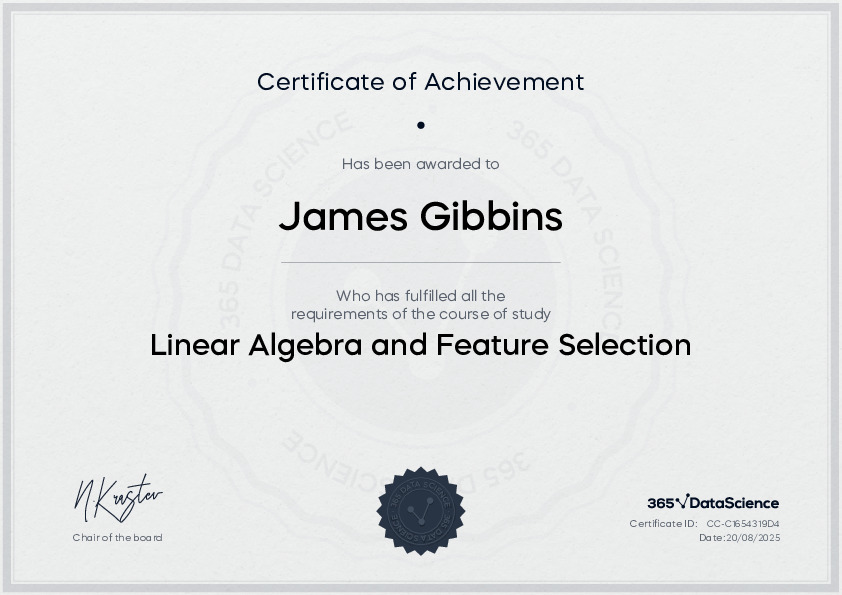 Certificate of Achievement
Has been awarded to
James Gibbins
Who has fulfilled all the
requirements of the course of study
Linear Algebra and Feature Selection
N.Krastev
Chair of the board
365 DATA SCIENCE
365 DATA SCIENCE
365 DATA SCIENCE
365 DataScience
Certificate ID: CC-C1654319D4
Date:20/08/2025